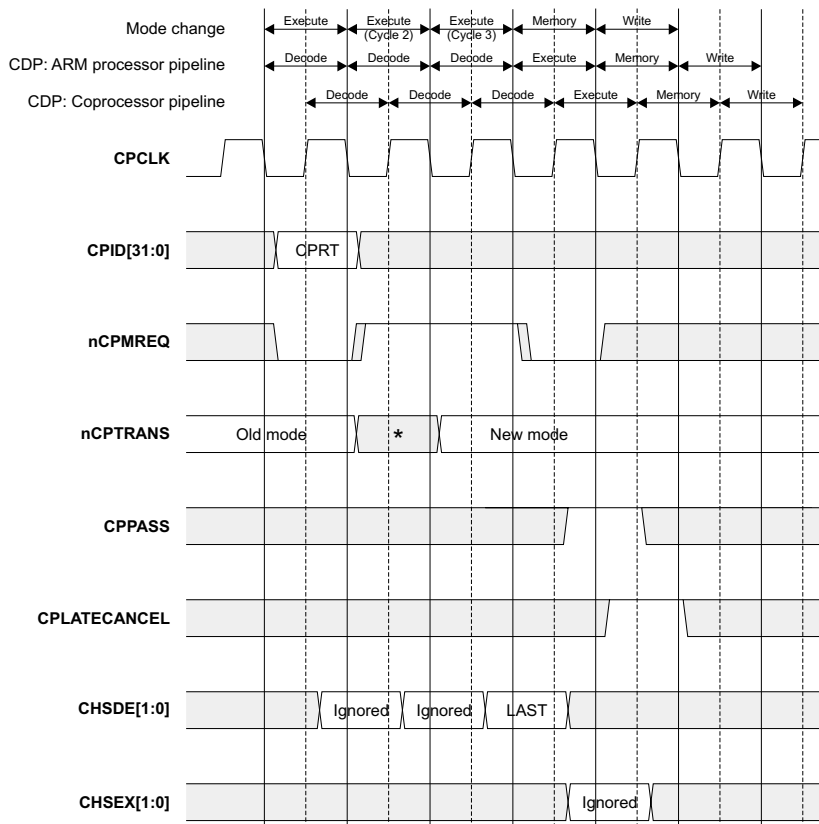 Mode change
Execute Execute Execute Memory Write
(Cycle 2) (Cycle 3)
CDP: ARM processor pipeline
Decode Decode Decode Execute Memory Write
CDP: Coprocessor pipeline
Decode Decode Decode Execute Memory Write
CPCLK
CPID[31:0]
CPRT
nCPMREQ
nCPTRANS
Old mode * New mode
CPPASS
CPLATECANCEL
CHSDE[1:0]
Ignored Ignored LAST
CHSEX[1:0]
Ignored